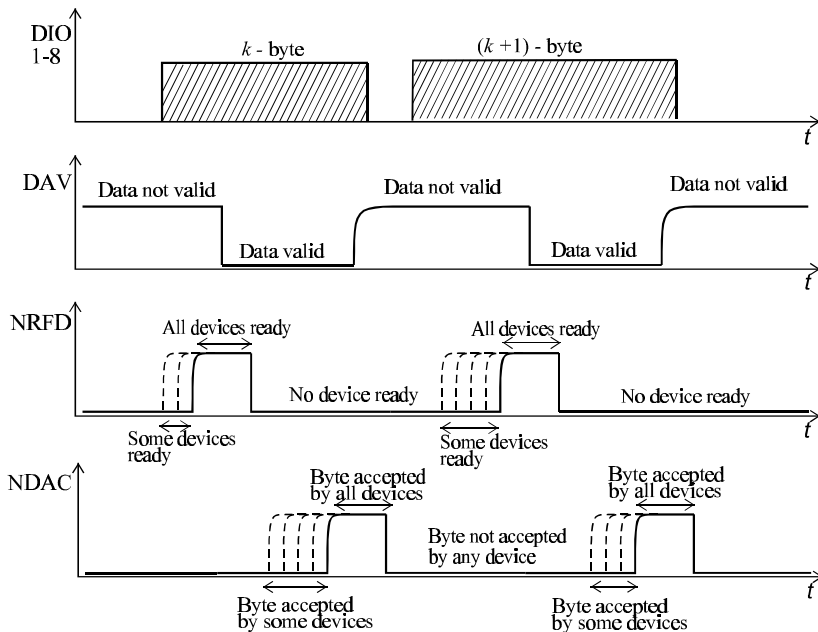 DIO
1-8
k - byte
(k +1) - byte
t
DAV
Data not valid
Data valid
Data not valid
Data valid
Data not valid
t
NRFD
All devices ready
No device ready
All devices ready
No device ready
Some devices
ready
Some devices
ready
t
NDAC
Byte accepted
by all devices
Byte not accepted
by any device
Byte accepted
by all devices
Byte accepted
by some devices
Byte accepted
by some devices
t